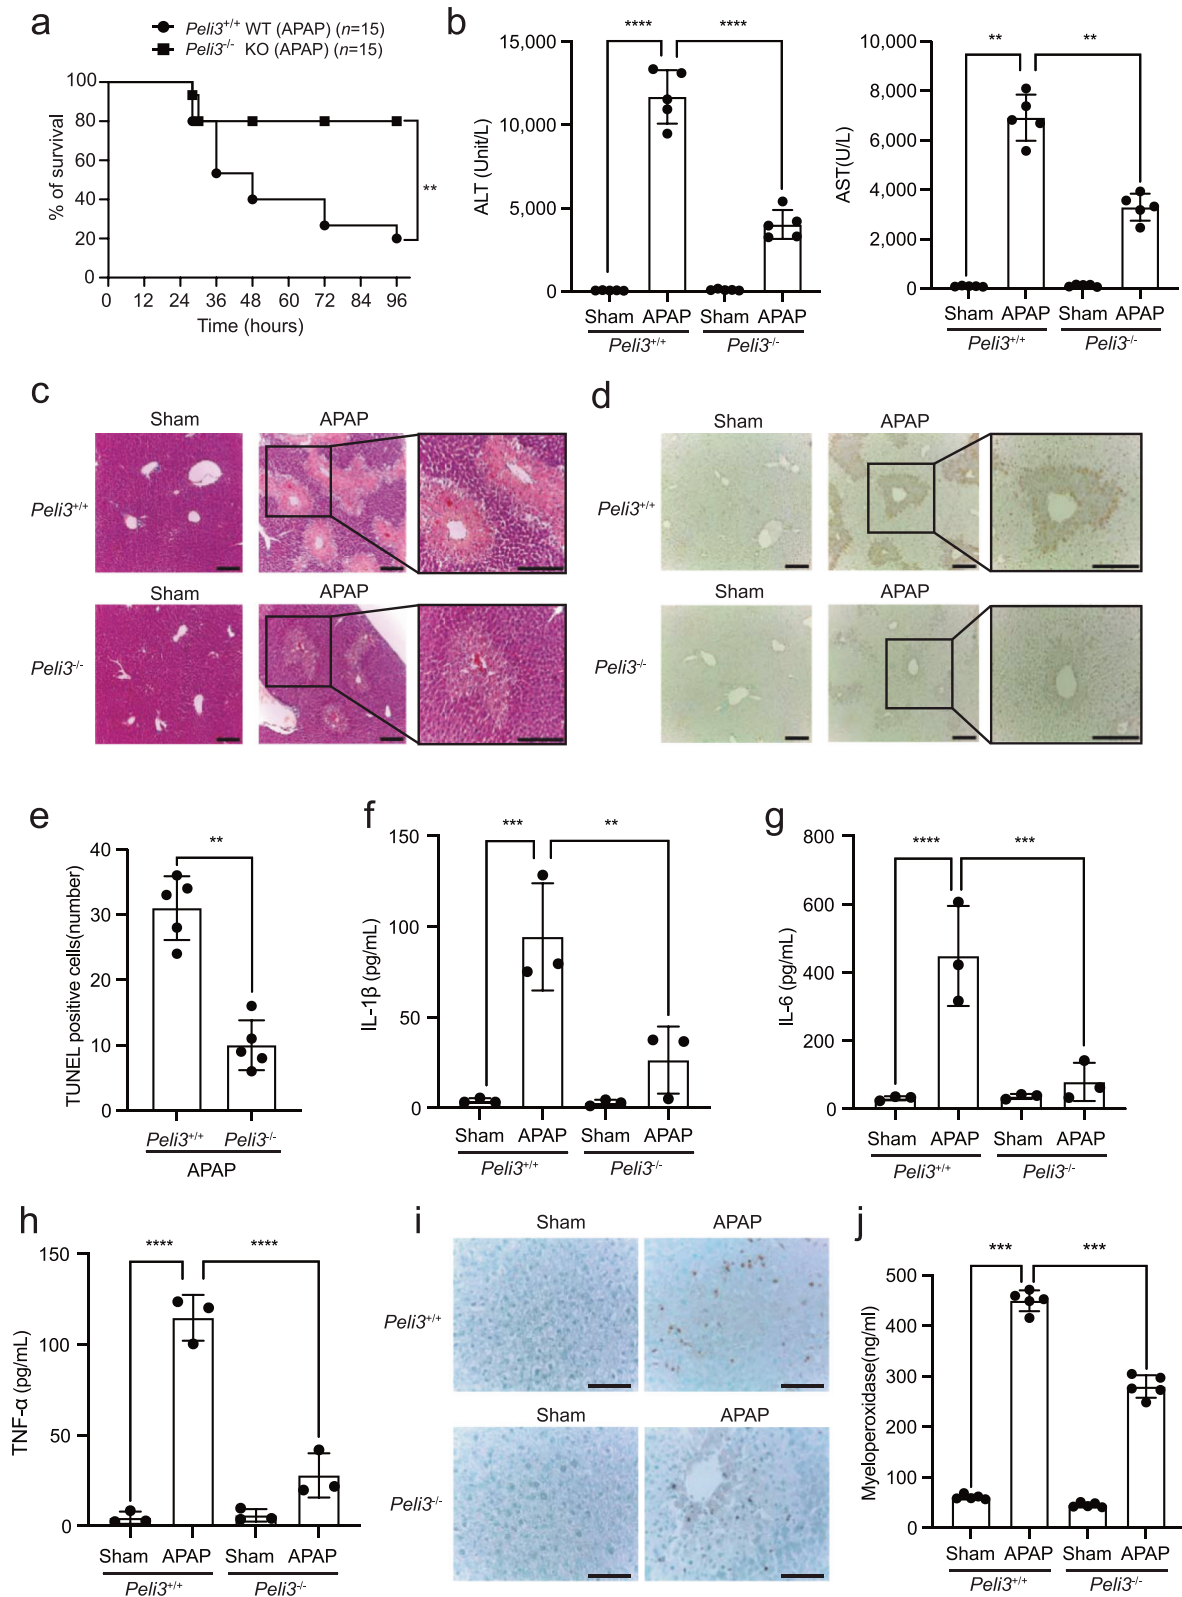 a
Peli3+/+ WT (APAP) (n=15)
Peli3-/- KO (APAP) (n=15)
% of survival
100
80
60
40
20
0
**
0 12 24 36 48 60 72 84 96
Time (hours)
b
**** ****
ALT (Unit/L)
15,000
10,000
5,000
0
Sham APAP Sham APAP
Peli3+/+ Peli3-/-
** **
AST(U/L)
10,000
8,000
6,000
4,000
2,000
0
Sham APAP Sham APAP
Peli3+/+ Peli3-/-
c
Sham APAP
Peli3+/+
Sham APAP
Peli3-/-
d
Sham APAP
Peli3+/+
Sham APAP
Peli3-/-
e
**
TUNEL positive cells(number)
40
30
20
10
0
Peli3+/+ Peli3-/-
APAP
f
*** **
IL-1β (pg/mL)
150
100
50
0
Sham APAP Sham APAP
Peli3+/+ Peli3-/-
g
**** ***
IL-6 (pg/mL)
800
600
400
200
0
Sham APAP Sham APAP
Peli3+/+ Peli3-/-
h
**** ****
TNF-α (pg/mL)
150
100
50
0
Sham APAP Sham APAP
Peli3+/+ Peli3-/-
i
Sham APAP
Peli3+/+
Sham APAP
Peli3-/-
j
*** ***
Myeloperoxidase(ng/ml)
500
400
300
200
100
0
Sham APAP Sham APAP
Peli3+/+ Peli3-/-